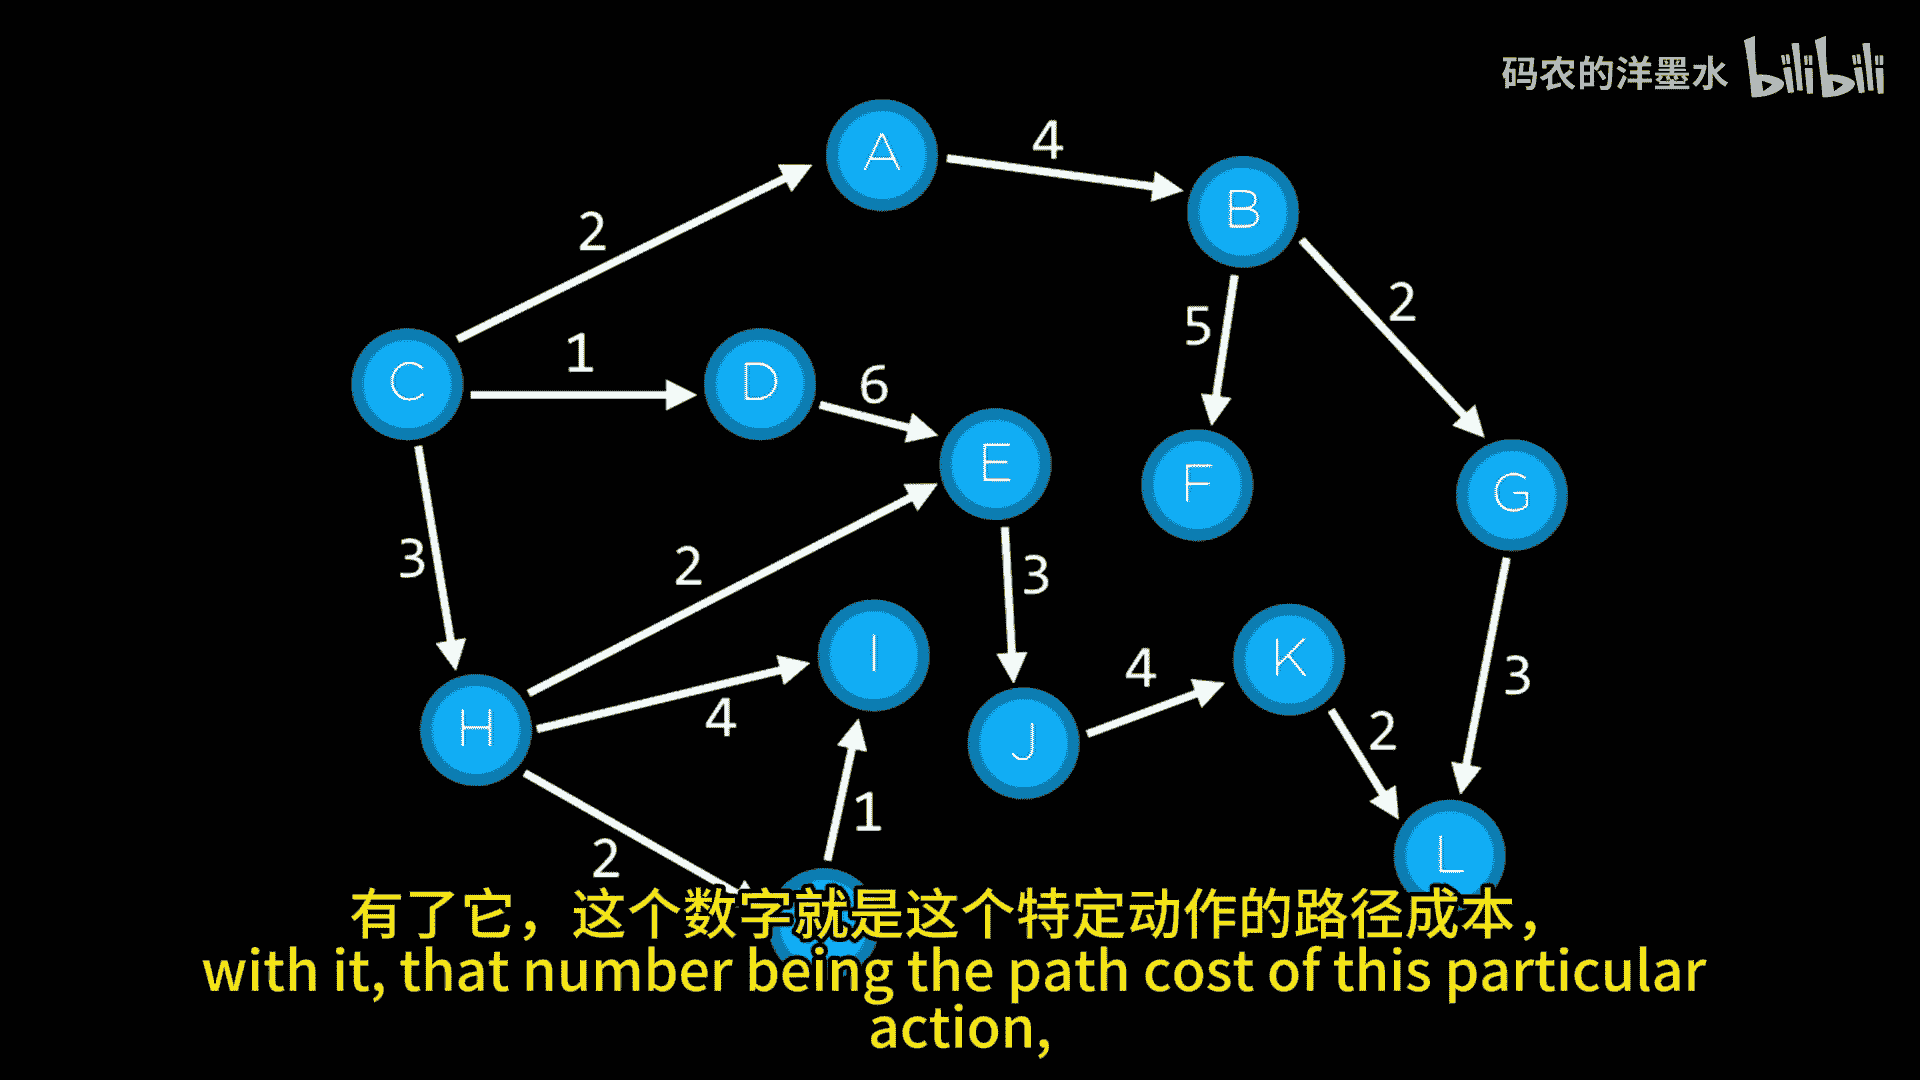 码农的洋墨水 bilibili
A
4
B
2
C
1
D
6
E
5
2
F
G
3
2
3
I
4
K
3
H
4
J
2
L
1
2
有了它，这个数字就是这个特定动作的路径成本，
with it, that number being the path cost of this particular
action,